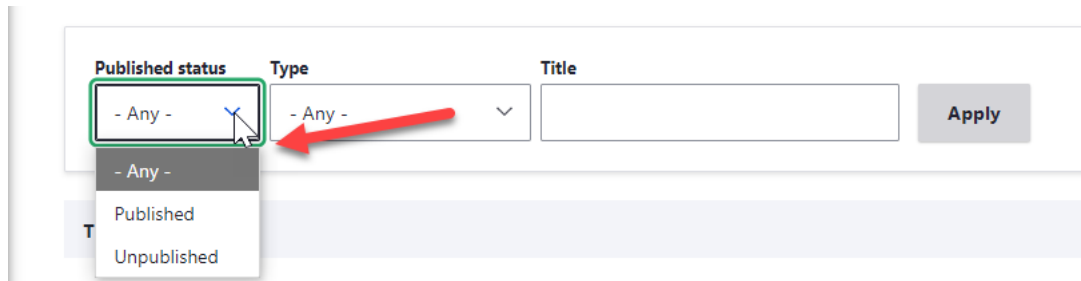 Published status Type Title
- Any - - Any - Apply
- Any -
Published
T
Unpublished